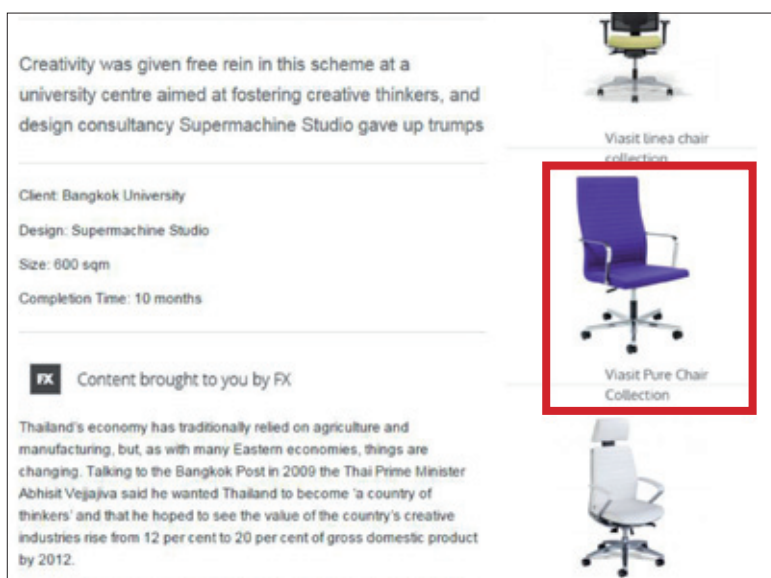 Creativity was given free rein in this scheme at a
university centre aimed at fostering creative thinkers, and
design consultancy Supermachine Studio gave up trumps
Client: Bangkok University
Design: Supermachine Studio
Size: 600 sqm
Completion Time: 10 months
FX Content brought to you by FX
Thailand's economy has traditionally relied on agriculture and
manufacturing, but, as with many Eastern economies, things are
changing. Talking to the Bangkok Post in 2009 the Thai Prime Minister
Abhisit Vejjajiva said he wanted Thailand to become 'a country of
thinkers' and that he hoped to see the value of the country's creative
industries rise from 12 per cent to 20 per cent of gross domestic product
by 2012.
Viasit linea chair
collection
Viasit Pure Chair
Collection